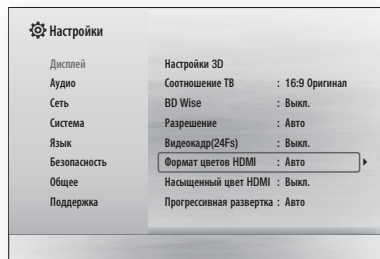 Настройки
Дисплей
Аудио
Сеть
Система
Язык
Безопасность
Общее
Поддержка
Настройки 3D
Соотношение ТВ : 16:9 Оригинал
BD Wise : Выкл.
Разрешение : Авто
Видеокадр(24Fs) : Выкл.
Формат цветов HDMI : Авто
Насыщенный цвет HDMI : Выкл.
Прогрессивная развертка : Авто